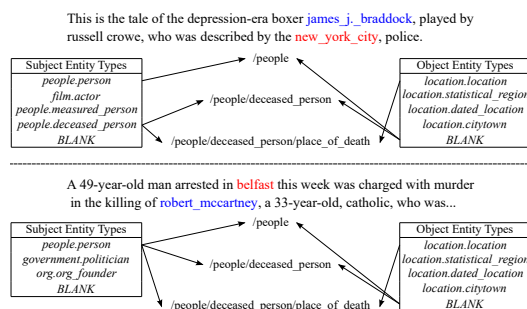 This is the tale of the depression-era boxer james_j._braddock, played by
russell crowe, who was described by the new_york_city, police.
Subject Entity Types
people.person
film.actor
people.measured_person
people.deceased_person
BLANK
/people
/people/deceased_person
/people/deceased_person/place_of_death
Object Entity Types
location.location
location.statistical_region
location.dated_location
location.citytown
BLANK
A 49-year-old man arrested in belfast this week was charged with murder
in the killing of robert_mccartney, a 33-year-old, catholic, who was...
Subject Entity Types
people.person
government.politician
org.org_founder
BLANK
/people
/people/deceased_person
/people/deceased_person/place_of_death
Object Entity Types
location.location
location.statistical_region
location.dated_location
location.citytown
BLANK